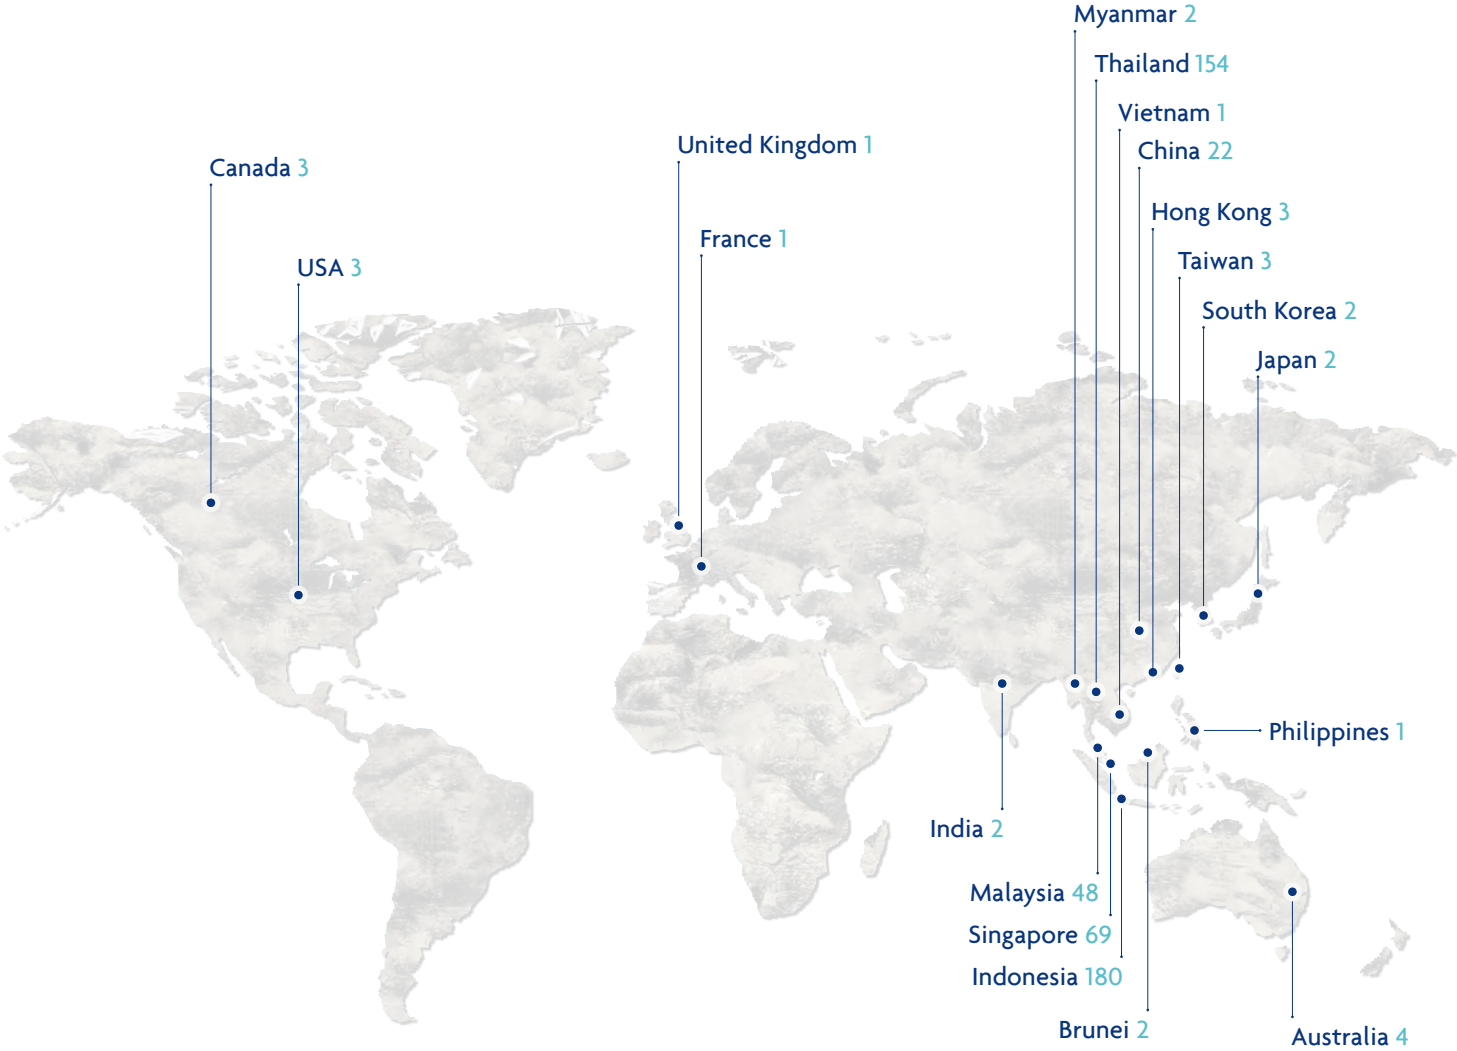 Myanmar 2
Thailand 154
Vietnam 1
United Kingdom 1
China 22
Canada 3
Hong Kong 3
France 1
Taiwan 3
USA 3
South Korea 2
Japan 2
Philippines 1
India 2
Malaysia 48
Singapore 69
Indonesia 180
Brunei 2
Australia 4